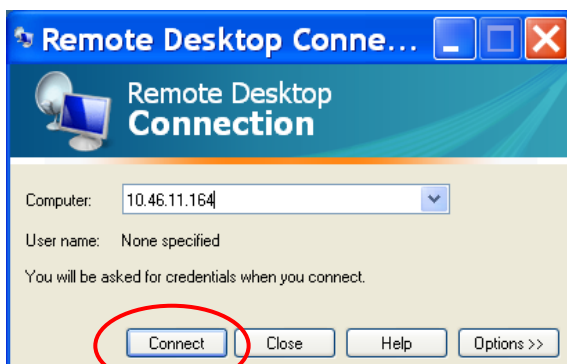 Remote Desktop Conne...
Remote Desktop
Connection
Computer: 10.46.11.164
User name: None specified
You will be asked for credentials when you connect.
Connect Close Help Options >>